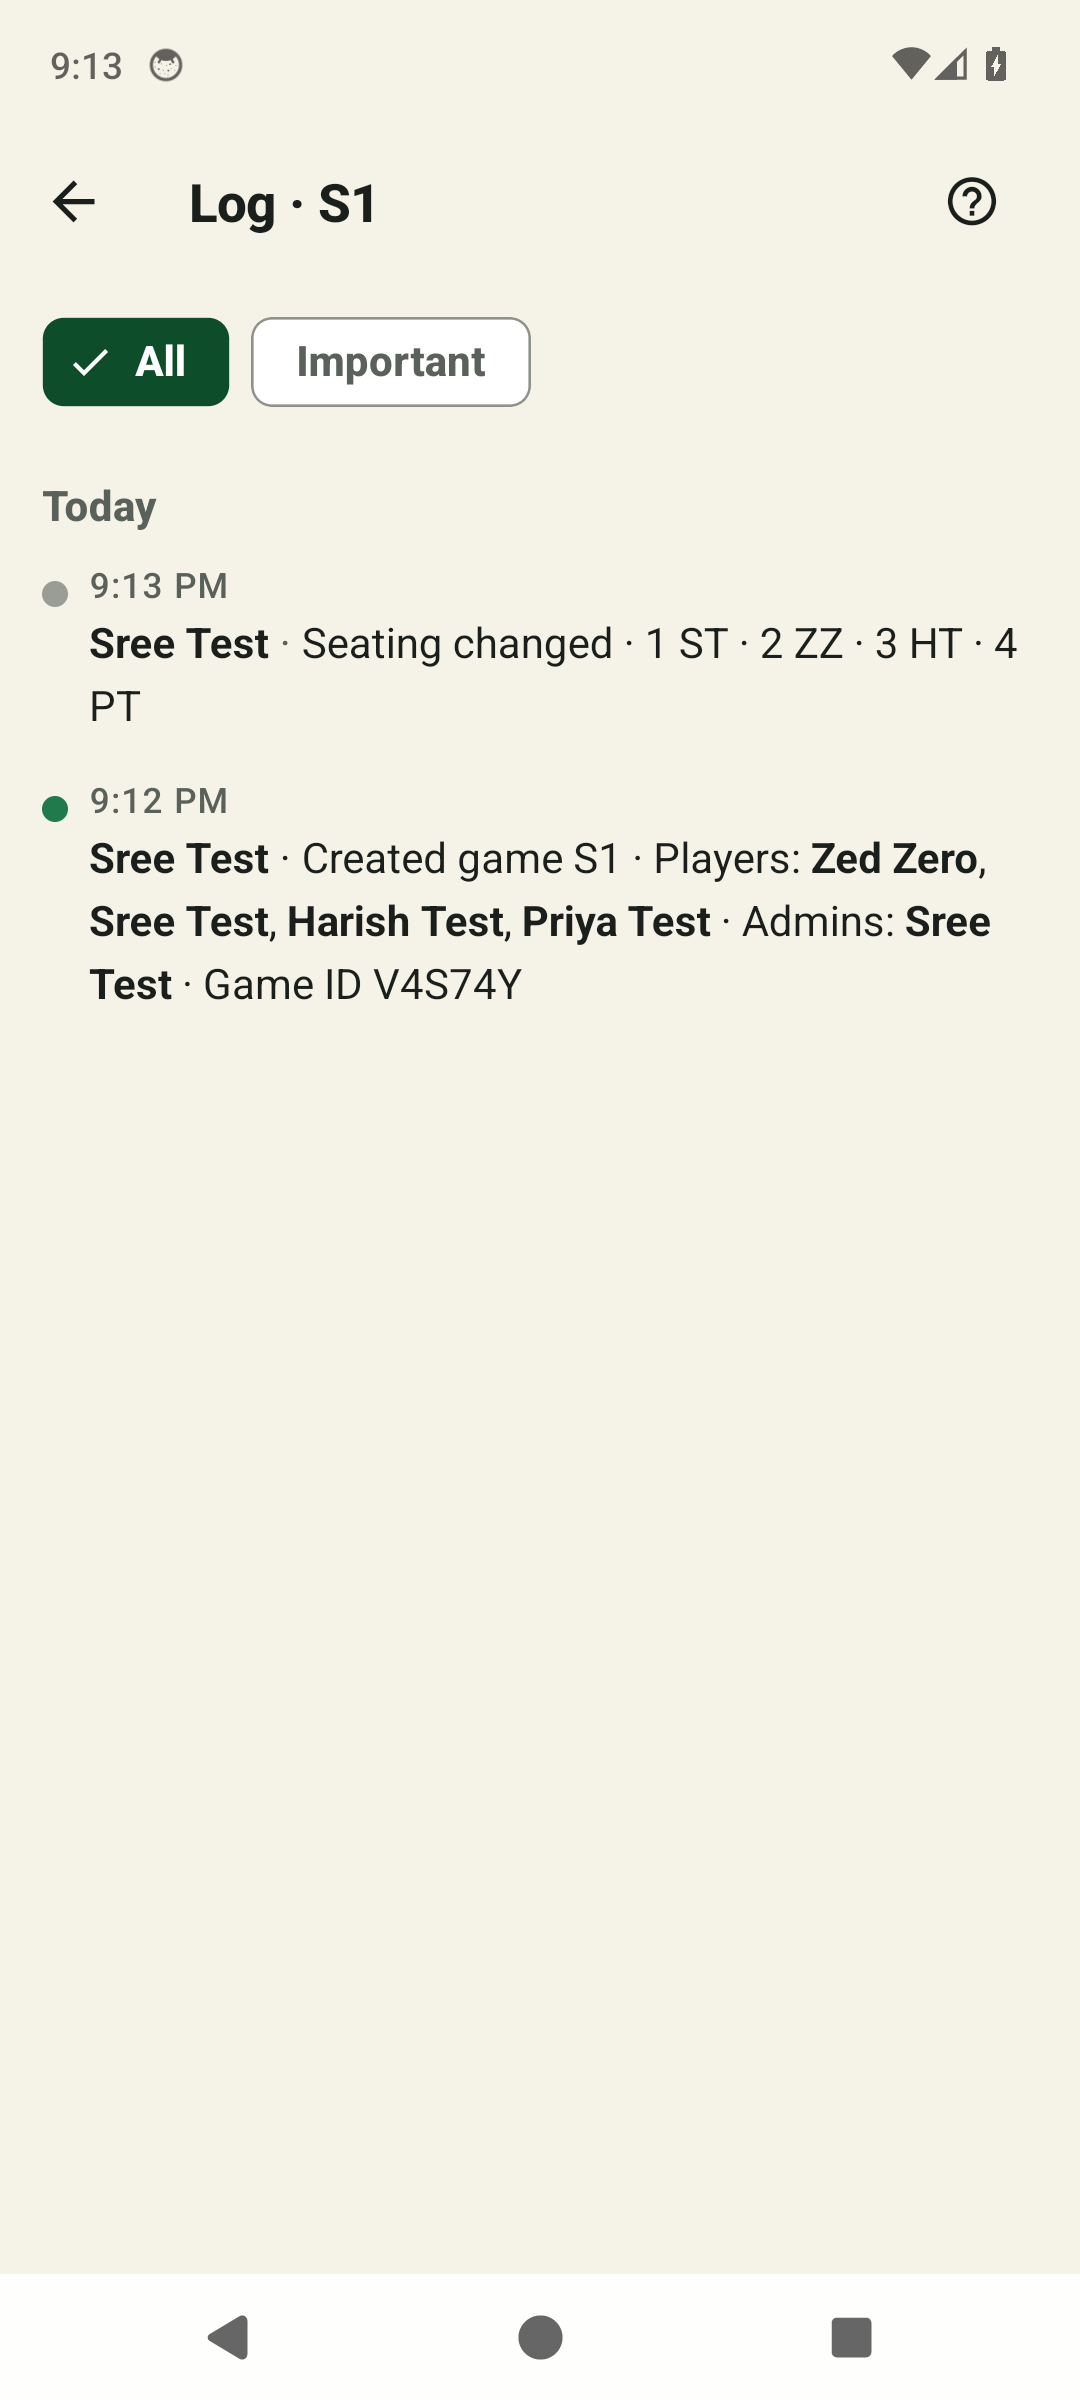 9:13
Log · S1
All
Important
Today
9:13 PM
Sree Test · Seating changed · 1 ST · 2 ZZ · 3 HT · 4
PT
9:12 PM
Sree Test · Created game S1 · Players: Zed Zero,
Sree Test, Harish Test, Priya Test · Admins: Sree
Test · Game ID V4S74Y